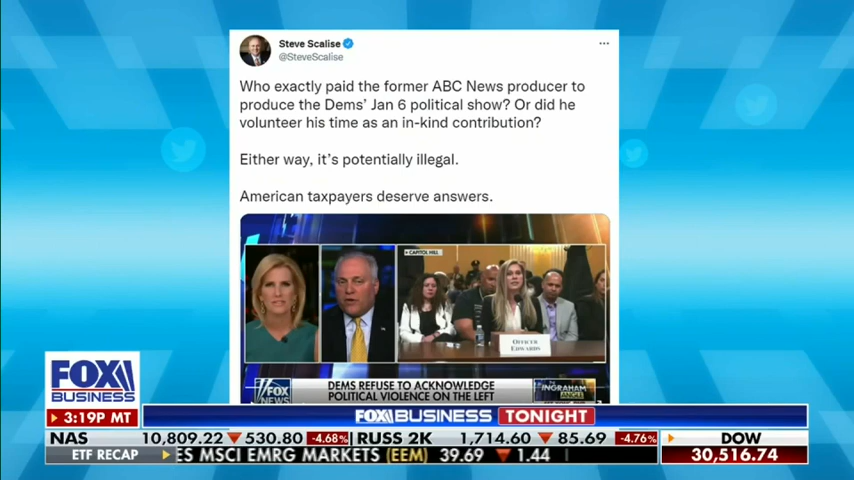 Steve Scalise
@SteveScalise
...
Who exactly paid the former ABC News producer to
produce the Dems' Jan 6 political show? Or did he
volunteer his time as an in-kind contribution?
Either way, it's potentially illegal.
American taxpayers deserve answers.
CAPITOL HILL
OFFICER
EDWARDS
FOX
NEWS
DEMS REFUSE TO ACKNOWLEDGE
POLITICAL VIOLENCE ON THE LEFT
THE
INGRAHAM
ANGLE
FOX
BUSINESS
3:19P MT
FOX BUSINESS TONIGHT
NAS 10,809.22 530.80 -4.68% RUSS 2K 1,714.60 85.69 -4.76% DOW
ETF RECAP ES MSCI EMRG MARKETS (EEM) 39.69 1.44 30,516.74